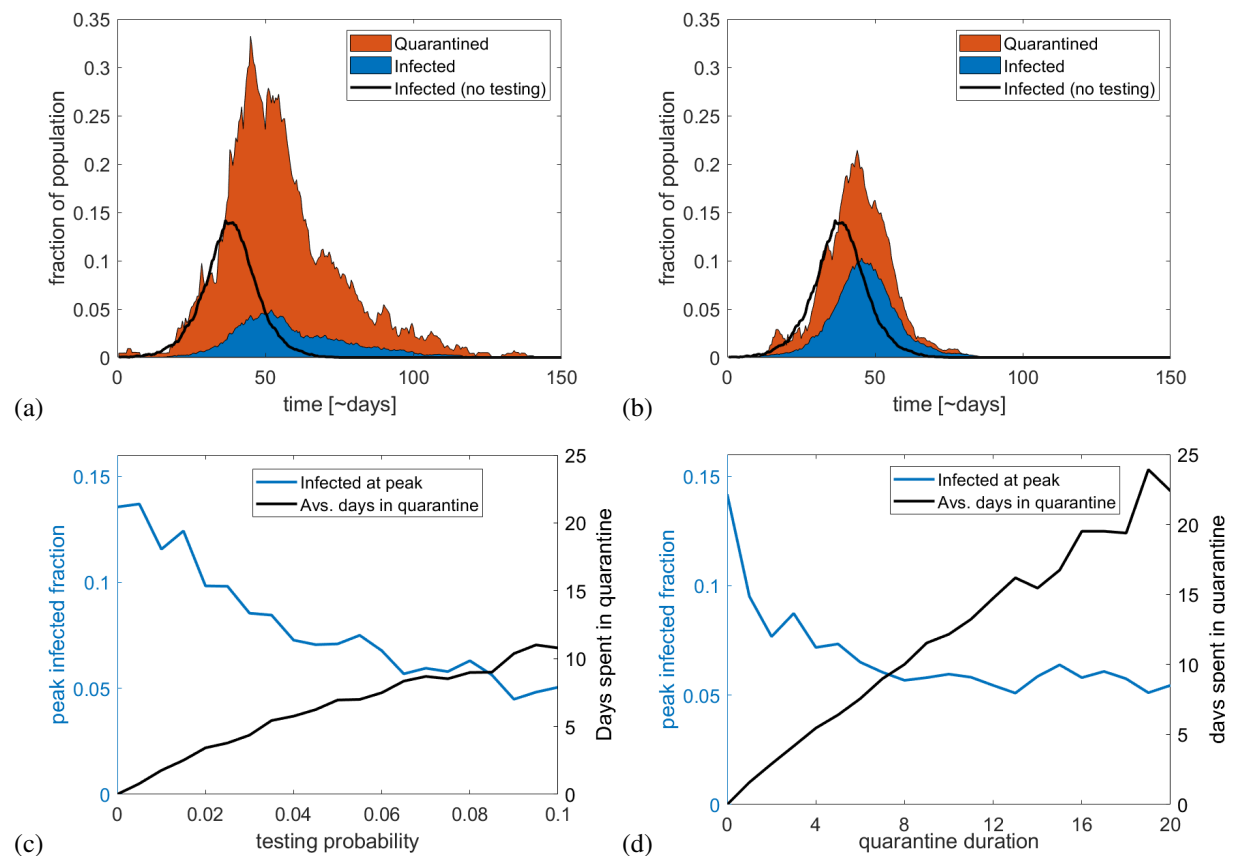 0.35
0.3
0.25
0.2
0.15
0.1
0.05
0
fraction of population
Quarantined
Infected
Infected (no testing)
0 50 100 150
time [~days]
(a)
0.35
0.3
0.25
0.2
0.15
0.1
0.05
0
fraction of population
Quarantined
Infected
Infected (no testing)
0 50 100 150
time [~days]
(b)
0.15
0.1
0.05
0
peak infected fraction
Infected at peak
Avs. days in quarantine
25
20
15
10
5
0
Days spent in quarantine
0 0.02 0.04 0.06 0.08 0.1
testing probability
(c)
0.15
0.1
0.05
0
peak infected fraction
Infected at peak
Avs. days in quarantine
25
20
15
10
5
0
days spent in quarantine
0 4 8 12 16 20
quarantine duration
(d)